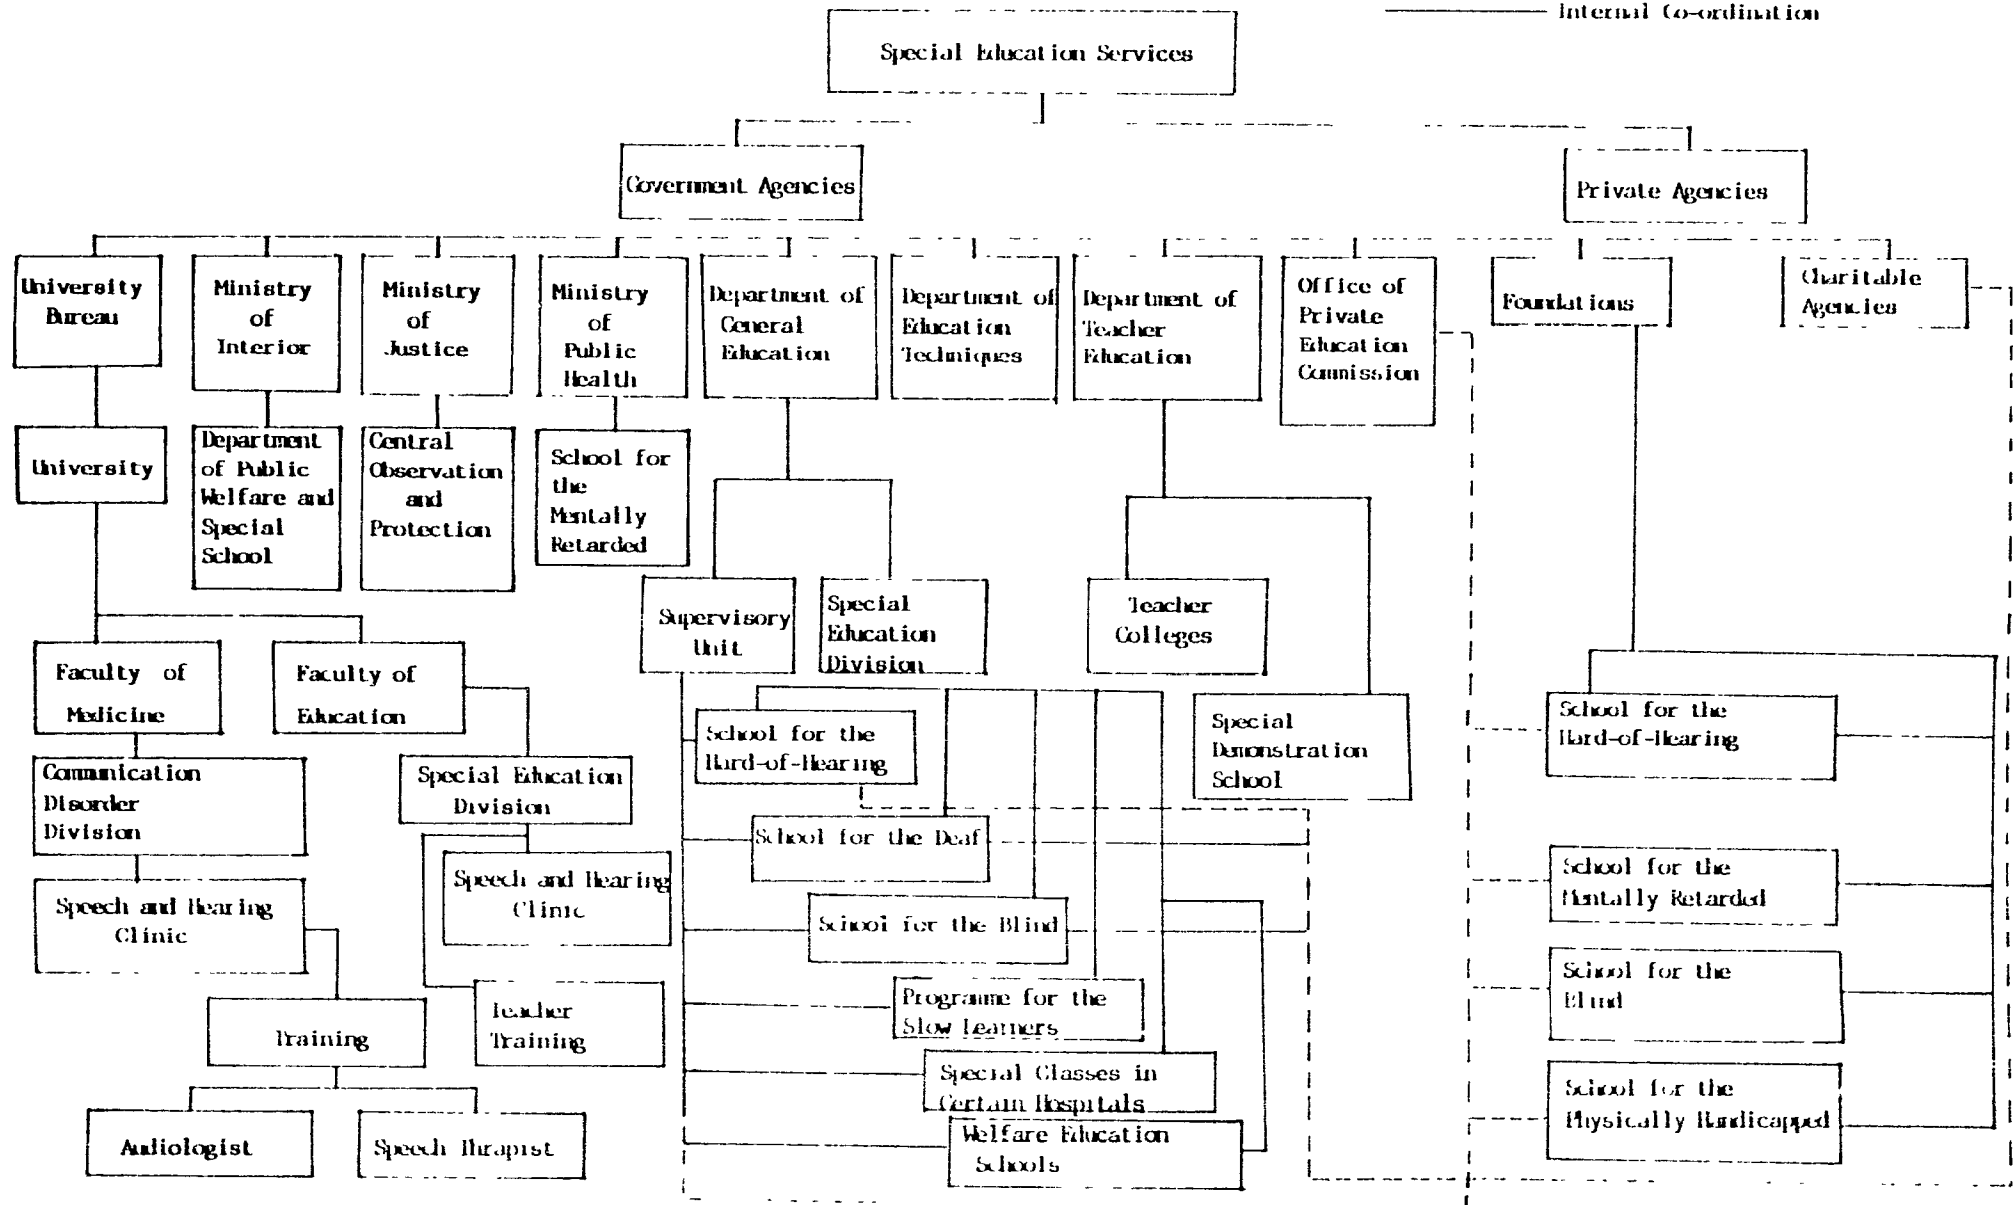 Internal Co-ordination
Special Education Services
Government Agencies
Private Agencies
University
Bureau
Ministry
of
Interior
Ministry
of
Justice
Ministry
of
Public
Health
Department of
General
Education
Department of
Education
Techniques
Department of
Teacher
Education
Office of
Private
Education
Commission
Foundations
Charitable
Agencies
University
Department
of Public
Welfare and
Special
School
Central
Observation
and
Protection
School for
the
Mentally
Retarded
Supervisory
Unit
Special
Education
Division
Teacher
Colleges
Special
Demonstration
School
Faculty of
Medicine
Faculty of
Education
Communication
Disorder
Division
Special Education
Division
Speech and Hearing
Clinic
Speech and Hearing
Clinic
Training
Teacher
Training
Audiologist
Speech Thrapist
School for the
Hard-of-Hearing
School for the Deaf
School for the Blind
Programme for the
Slow Learners
Special Classes in
Certain Hospitals
Welfare Education
Schools
School for the
Hard-of-Hearing
School for the
Mentally Retarded
School for the
Blind
School for the
Physically Handicapped